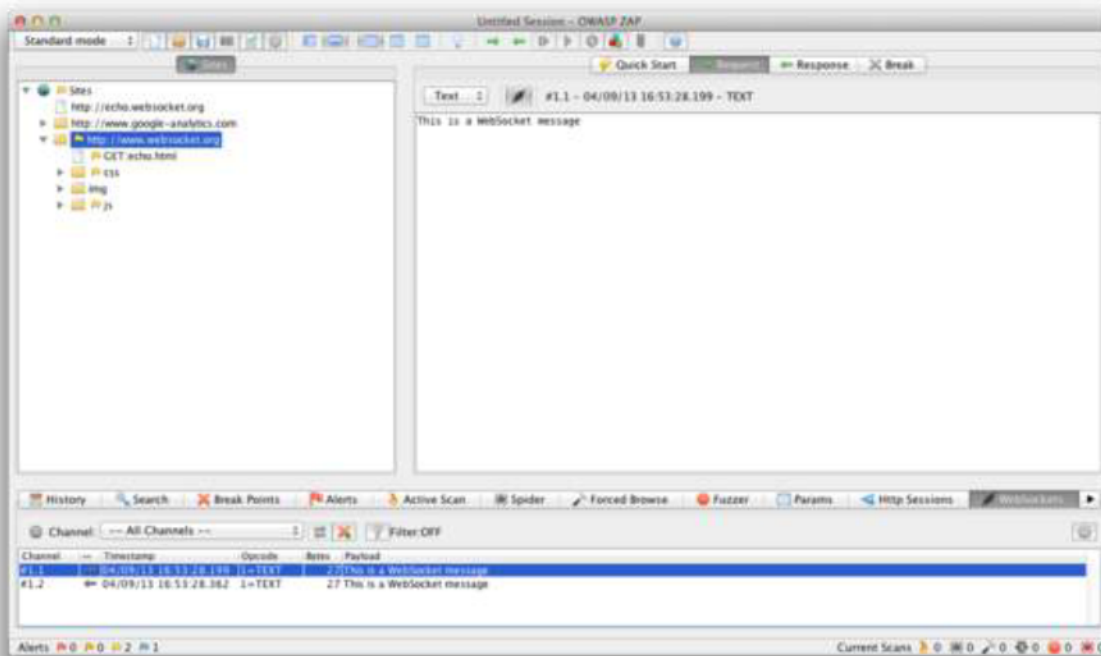 Untitled Session - OWASP ZAP
Standard mode
Sites
Quick Start
Request
Response
Break
Sites
http://echo.websocket.org
http://www.google-analytics.com
http://www.websocket.org
GET:echo.html
css
img
js
Text
#1.1 - 04/09/13 16:53:28.199 - TEXT
This is a WebSocket message
History
Search
Break Points
Alerts
Active Scan
Spider
Forced Browse
Fuzzer
Params
Http Sessions
WebSockets
Channel: -- All Channels --
Filter:OFF
Channel Timestamp Opcode Bytes Payload
#1.1 04/09/13 16:53:28.199 1=TEXT 27 This is a WebSocket message
#1.2 04/09/13 16:53:28.362 1=TEXT 27 This is a WebSocket message
Alerts 0 0 2 1
Current Scans 0 0 0 0 0 0